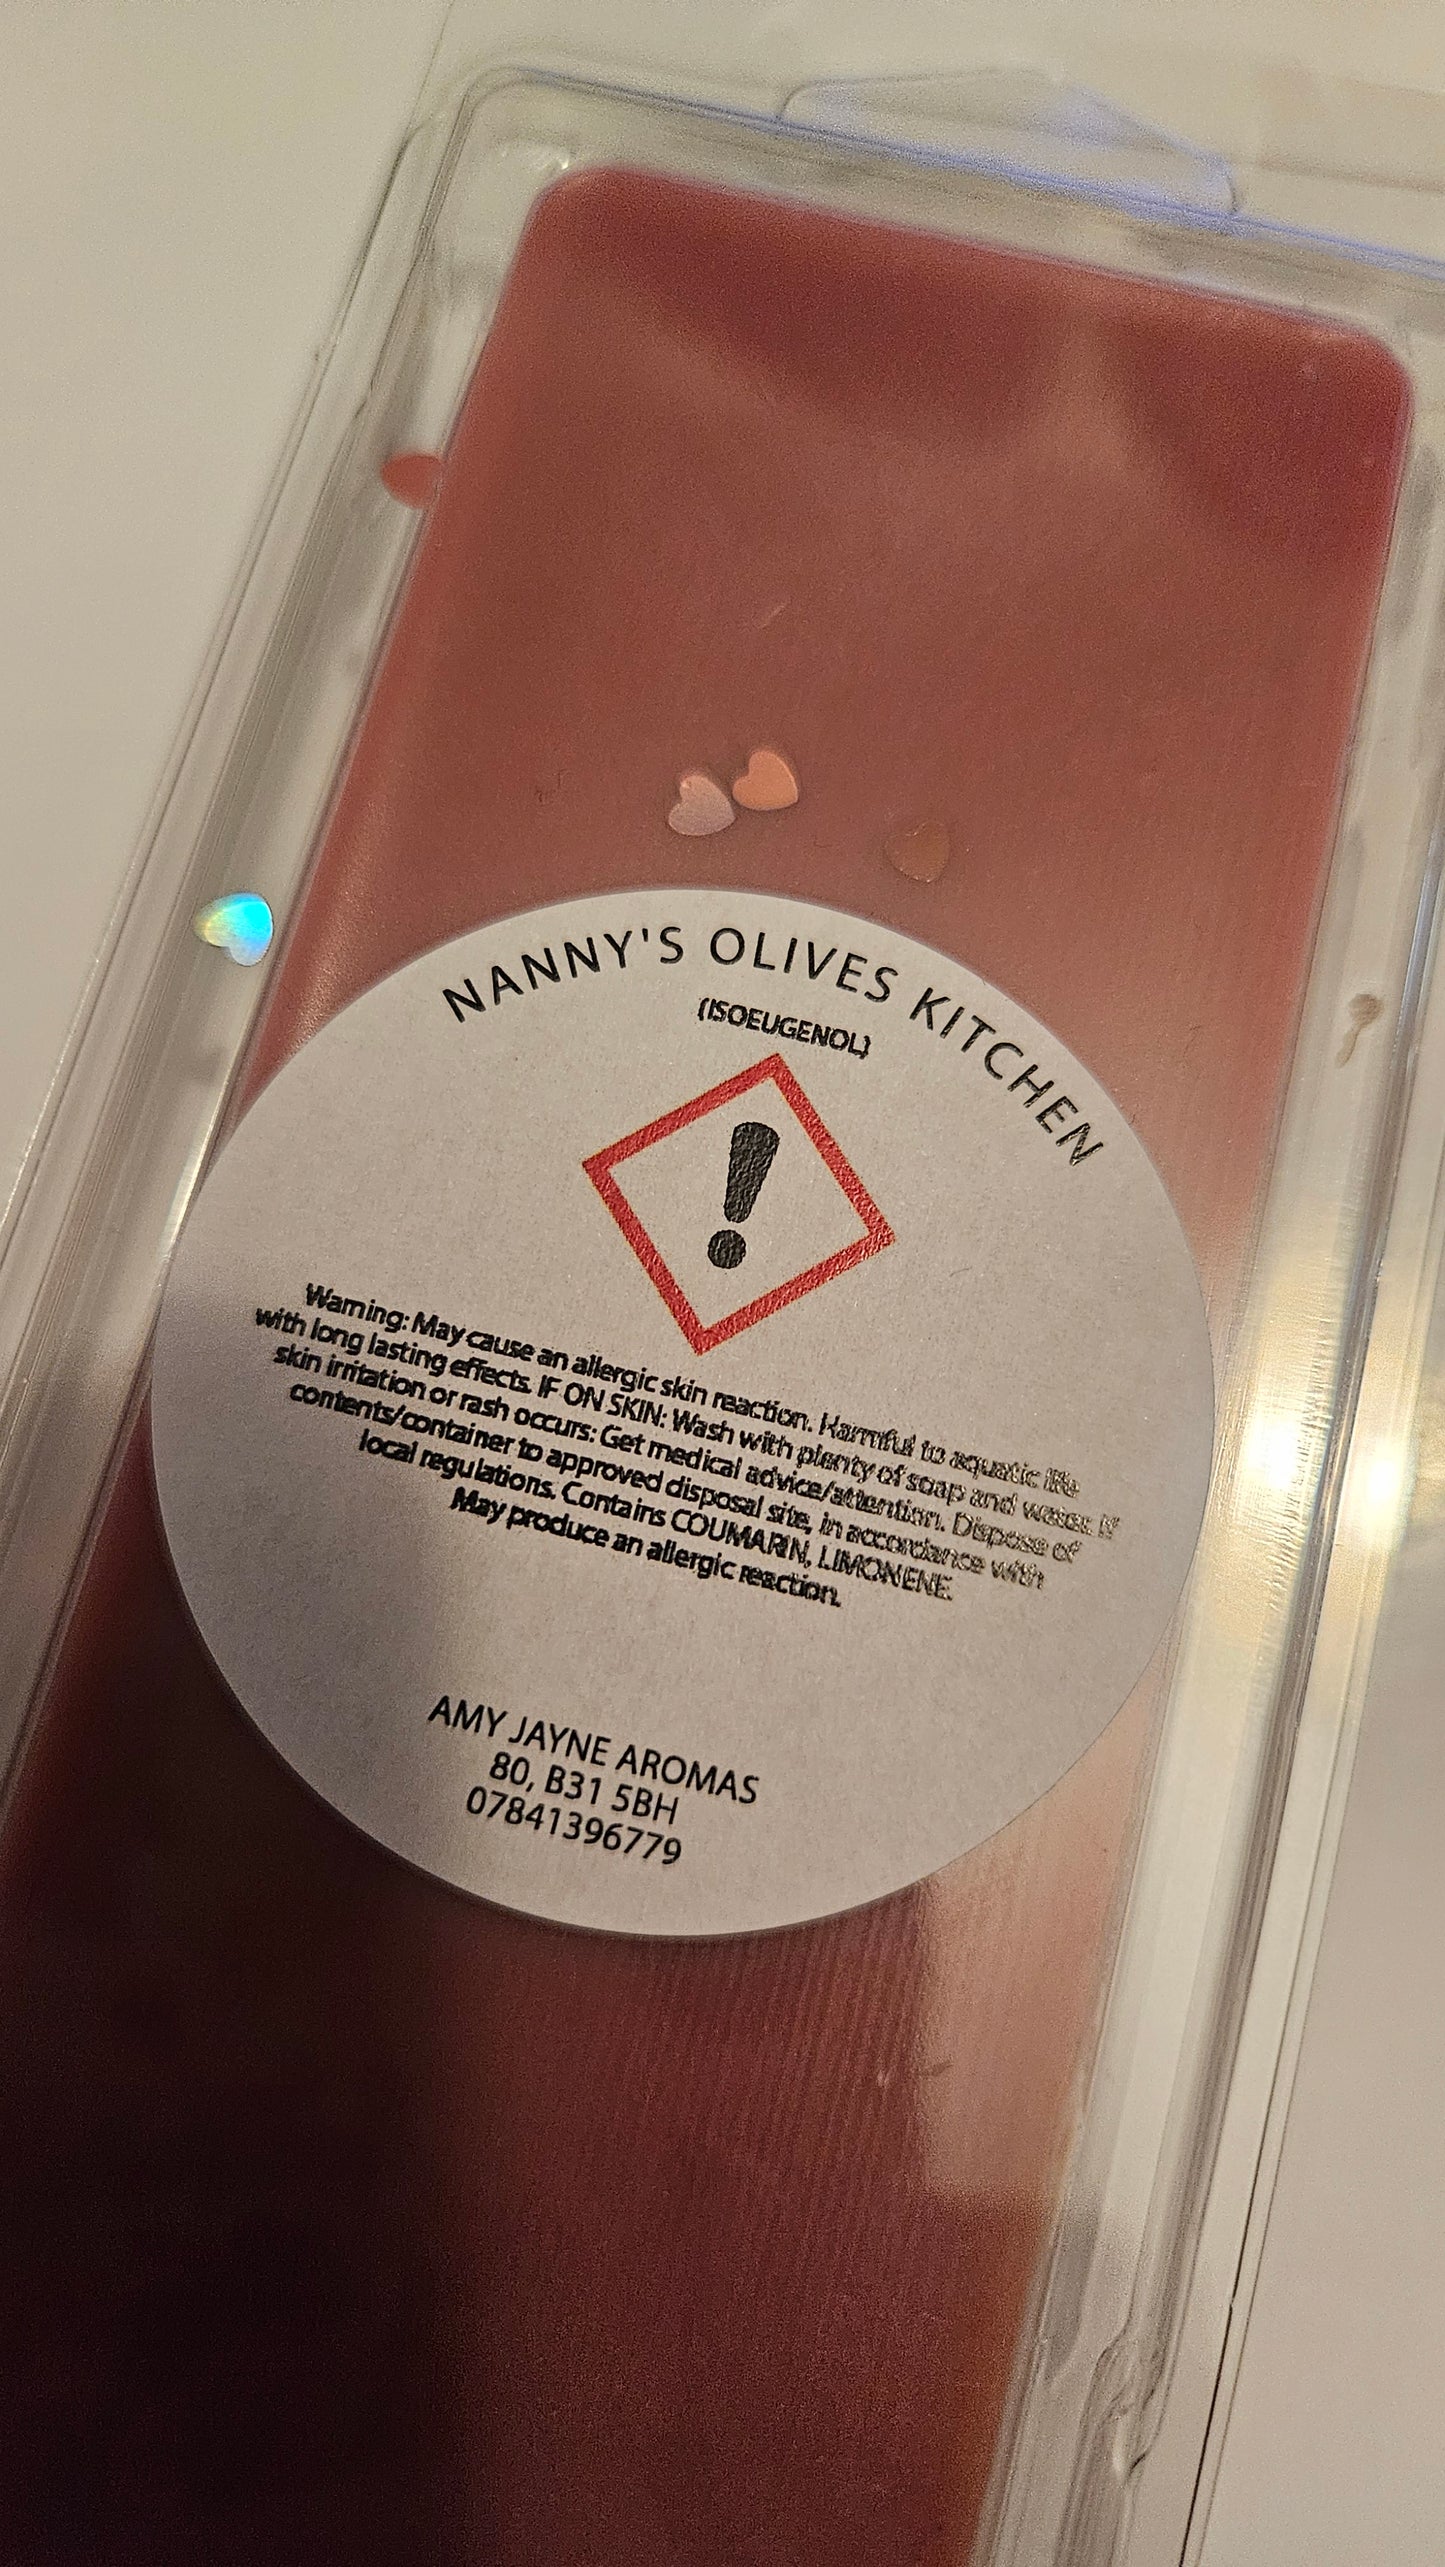 NANNY'S OLIVES KITCHEN
(ISOEUGENOL)
Warning: May cause an allergic skin reaction. Harmful to aquatic life
with long lasting effects. IF ON SKIN: Wash with plenty of soap and water. If
skin irritation or rash occurs: Get medical advice/attention. Dispose of
contents/container to approved disposal site, in accordance with
local regulations. Contains COUMARIN, LIMONENE.
May produce an allergic reaction.
AMY JAYNE AROMAS
80, B31 5BH
07841396779